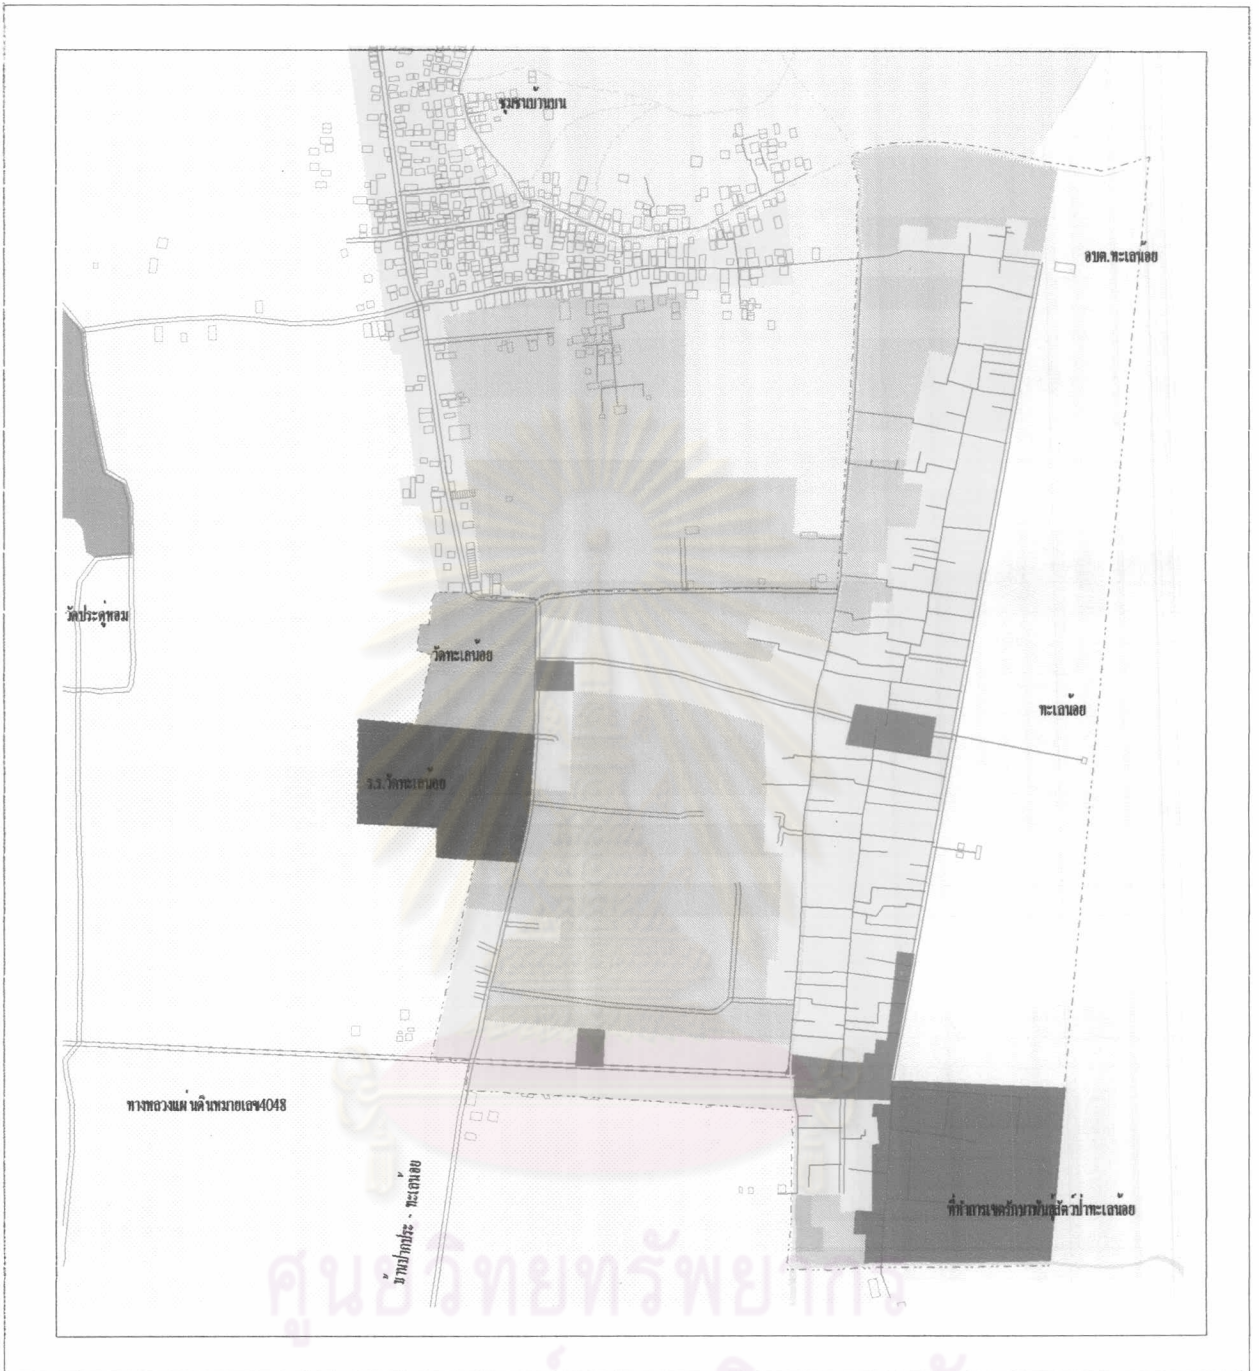 ชุมชนบ้านบน
อบต.ทะเลน้อย
วัดประดู่หอม
วัดทะเลน้อย
ทะเลน้อย
ร.ร.วัดทะเลน้อย
ทางหลวงแผ่นดินหมายเลข4048
บ้านปากประ - ทะเลน้อย
ที่ทำการเขตรักษาพันธุ์สัตว์ป่าทะเลน้อย
ศูนย์วิทยทรัพยากร